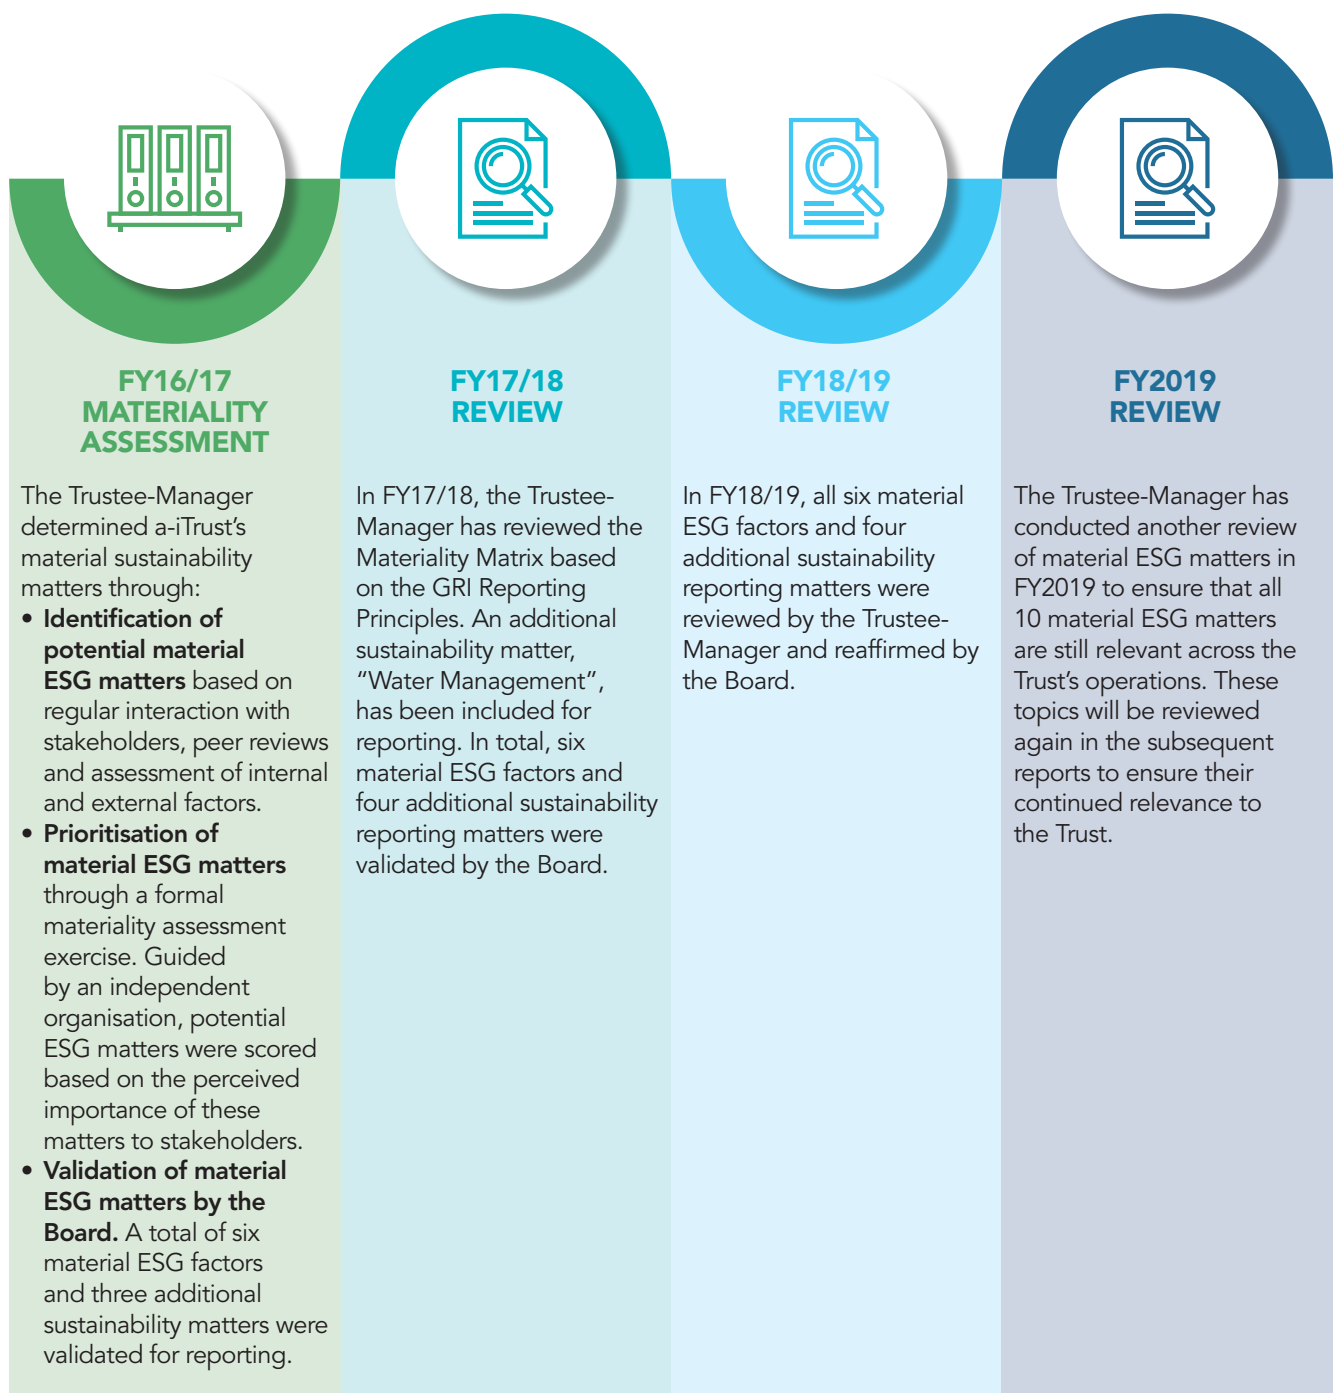 FY16/17
MATERIALITY
ASSESSMENT
The Trustee-Manager
determined a-iTrust's
material sustainability
matters through:
• Identification of
potential material
ESG matters based on
regular interaction with
stakeholders, peer reviews
and assessment of internal
and external factors.
• Prioritisation of
material ESG matters
through a formal
materiality assessment
exercise. Guided
by an independent
organisation, potential
ESG matters were scored
based on the perceived
importance of these
matters to stakeholders.
• Validation of material
ESG matters by the
Board. A total of six
material ESG factors
and three additional
sustainability matters were
validated for reporting.
FY17/18
REVIEW
In FY17/18, the Trustee-
Manager has reviewed the
Materiality Matrix based
on the GRI Reporting
Principles. An additional
sustainability matter,
“Water Management”,
has been included for
reporting. In total, six
material ESG factors and
four additional sustainability
reporting matters were
validated by the Board.
FY18/19
REVIEW
In FY18/19, all six material
ESG factors and four
additional sustainability
reporting matters were
reviewed by the Trustee-
Manager and reaffirmed by
the Board.
FY2019
REVIEW
The Trustee-Manager has
conducted another review
of material ESG matters in
FY2019 to ensure that all
10 material ESG matters
are still relevant across the
Trust's operations. These
topics will be reviewed
again in the subsequent
reports to ensure their
continued relevance to
the Trust.